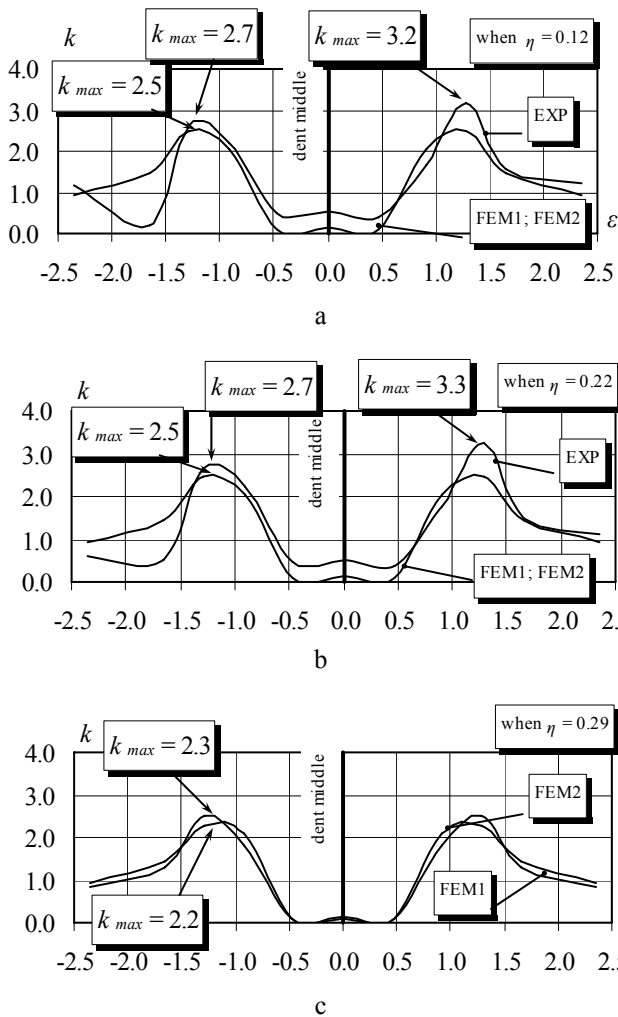 k
k max = 2.7
k max = 3.2
when η = 0.12
4.0
k max = 2.5
3.0
EXP
2.0
dent middle
1.0
FEM1; FEM2
0.0
ε
-2.5 -2.0 -1.5 -1.0 -0.5 0.0 0.5 1.0 1.5 2.0 2.5
a
k
k max = 2.7
k max = 3.3
when η = 0.22
4.0
k max = 2.5
EXP
3.0
dent middle
2.0
1.0
FEM1; FEM2
0.0
-2.5 -2.0 -1.5 -1.0 -0.5 0.0 0.5 1.0 1.5 2.0 2.5
b
k
k max = 2.3
when η = 0.29
4.0
dent middle
3.0
FEM2
2.0
1.0
FEM1
k max = 2.2
0.0
-2.5 -2.0 -1.5 -1.0 -0.5 0.0 0.5 1.0 1.5 2.0 2.5
c